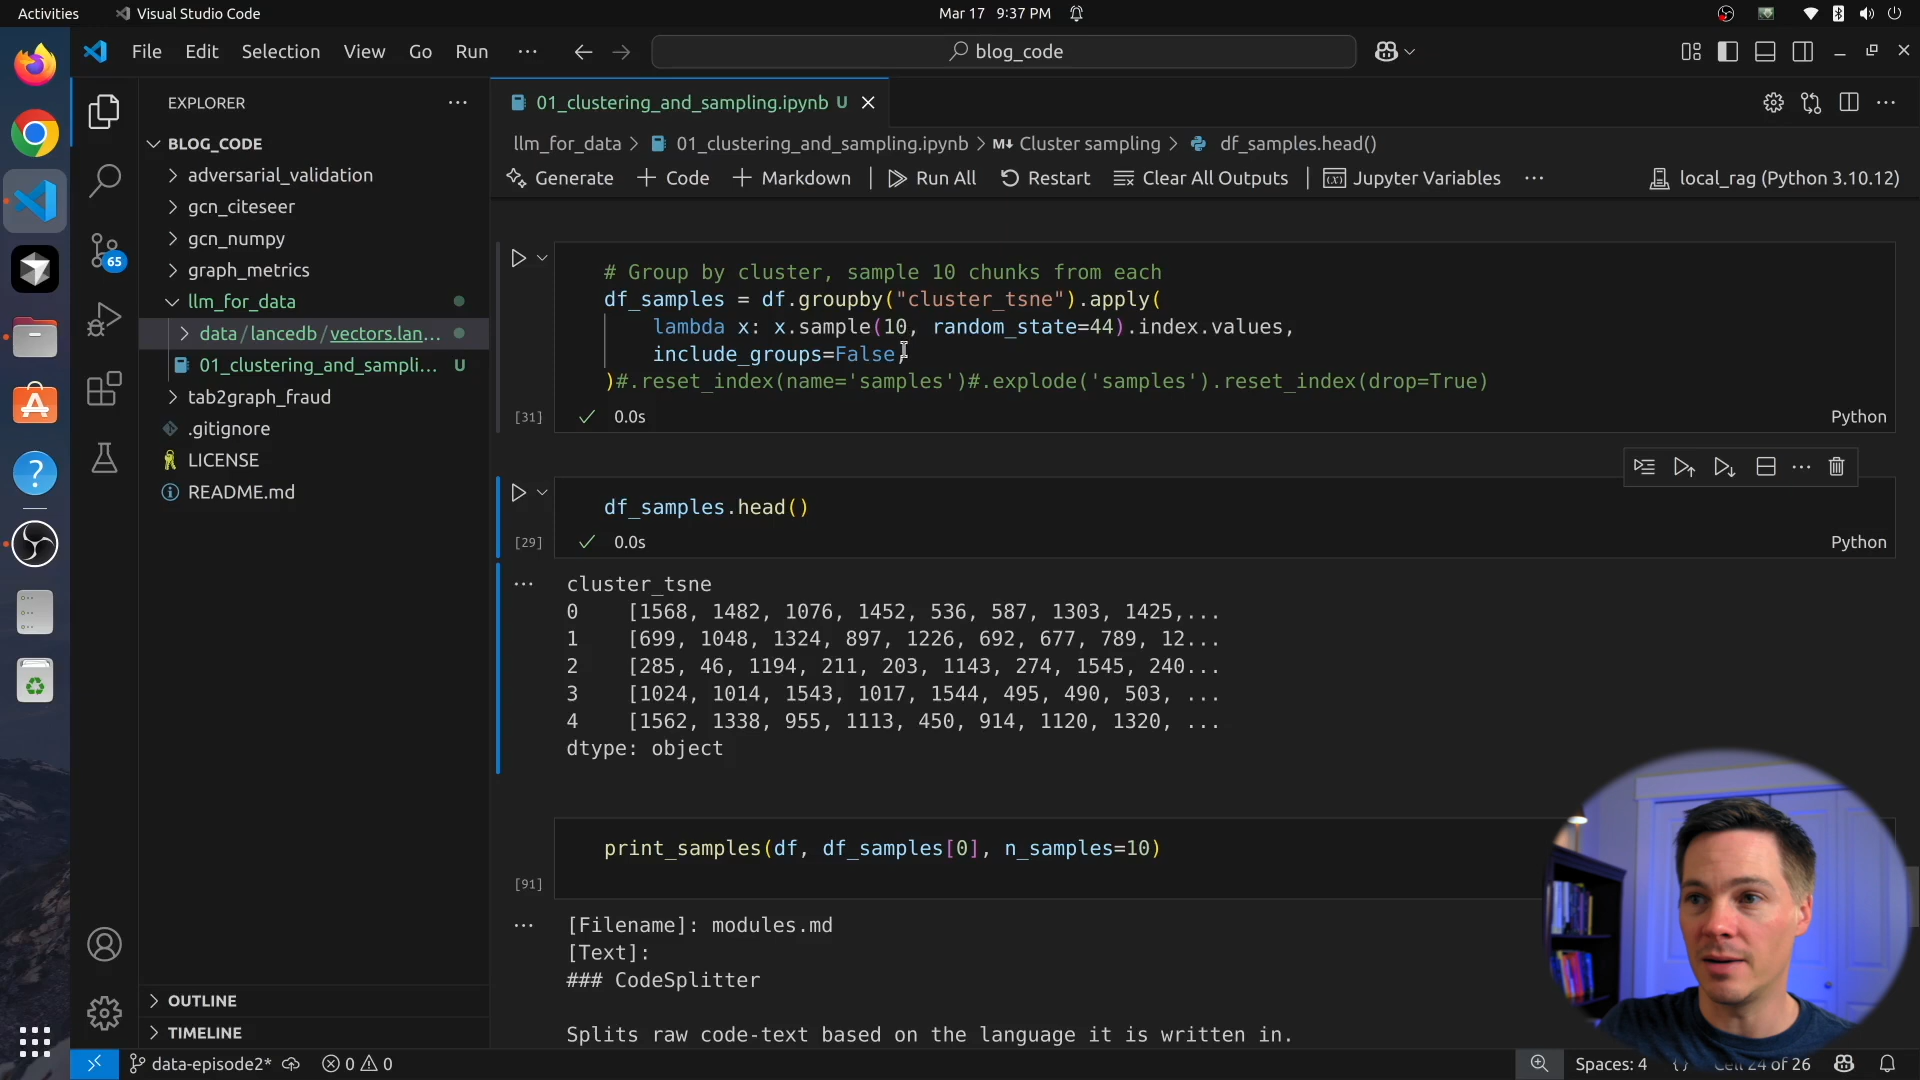 Activities
Visual Studio Code
Mar 17 9:37 PM
File Edit Selection View Go Run ···
blog_code
EXPLORER
BLOG_CODE
adversarial_validation
gcn_citeseer
gcn_numpy
graph_metrics
llm_for_data
data/lancedb/vectors.lan...
01_clustering_and_sampli... U
tab2graph_fraud
.gitignore
LICENSE
README.md
65
OUTLINE
TIMELINE
01_clustering_and_sampling.ipynb U
llm_for_data > 01_clustering_and_sampling.ipynb > M↓ Cluster sampling > df_samples.head()
Generate + Code + Markdown Run All Restart Clear All Outputs Jupyter Variables ··· local_rag (Python 3.10.12)
# Group by cluster, sample 10 chunks from each
df_samples = df.groupby("cluster_tsne").apply(
lambda x: x.sample(10, random_state=44).index.values,
include_groups=False,
)#.reset_index(name='samples')#.explode('samples').reset_index(drop=True)
[31] 0.0s Python
df_samples.head()
[29] 0.0s Python
cluster_tsne
0 [1568, 1482, 1076, 1452, 536, 587, 1303, 1425,...
1 [699, 1048, 1324, 897, 1226, 692, 677, 789, 12...
2 [285, 46, 1194, 211, 203, 1143, 274, 1545, 240...
3 [1024, 1014, 1543, 1017, 1544, 495, 490, 503, ...
4 [1562, 1338, 955, 1113, 450, 914, 1120, 1320, ...
dtype: object
print_samples(df, df_samples[0], n_samples=10)
[91]
[Filename]: modules.md
[Text]:
### CodeSplitter
Splits raw code-text based on the language it is written in.
data-episode2* 0 0 Spaces: 4 Cell 24 of 26